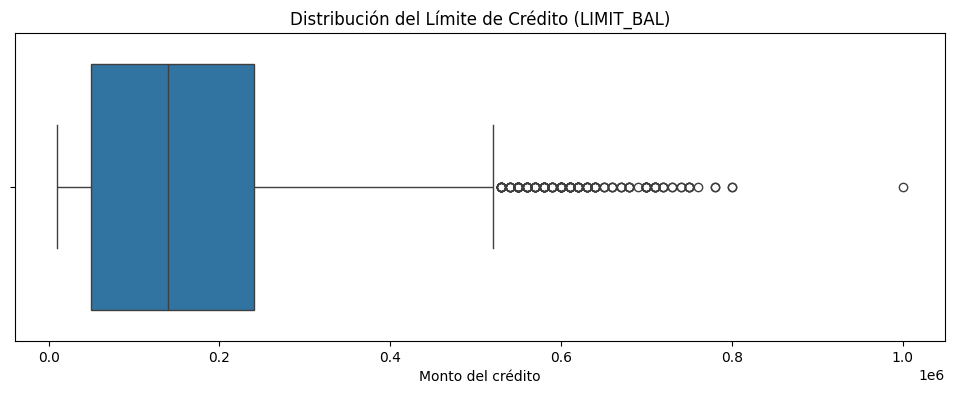 Distribución del Límite de Crédito (LIMIT_BAL)
0.0 0.2 0.4 0.6 0.8 1.0
1e6
Monto del crédito